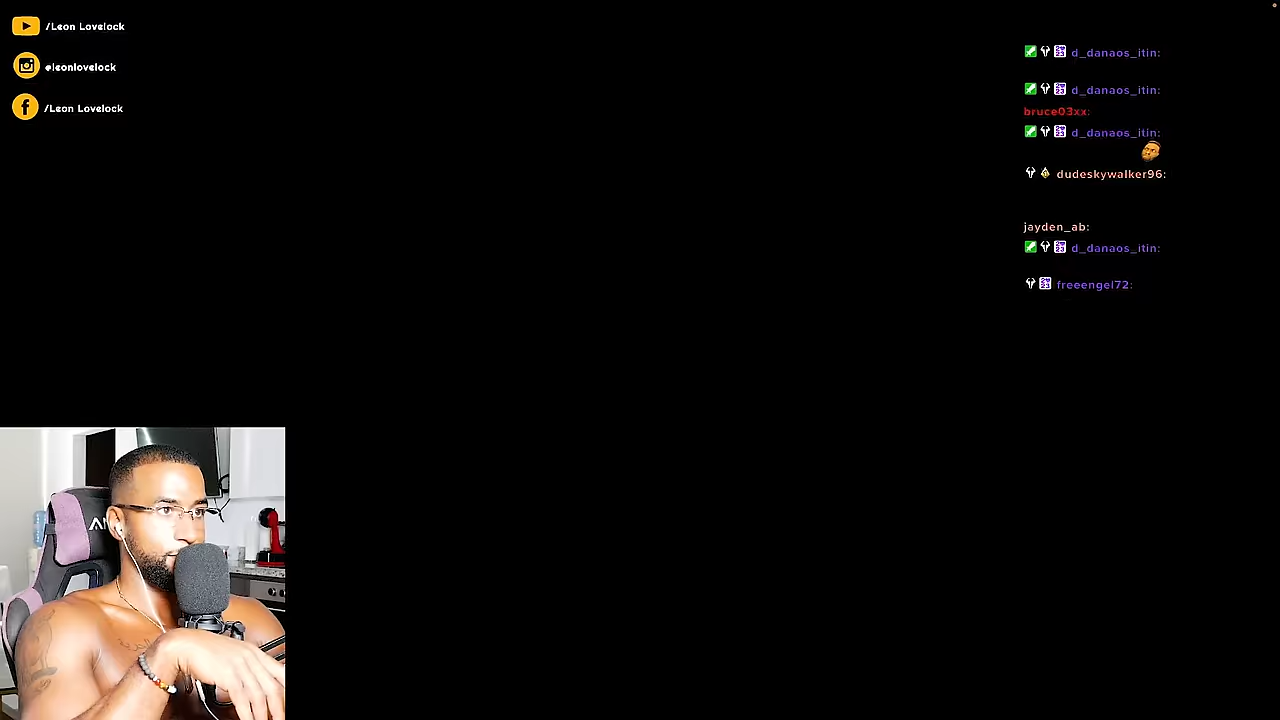 /Leon Lovelock
@leonlovelock
/Leon Lovelock
d_danaos_itin:
d_danaos_itin:
bruce03xx:
d_danaos_itin:
dudeskywalker96:
jayden_ab:
d_danaos_itin:
freeengel72: